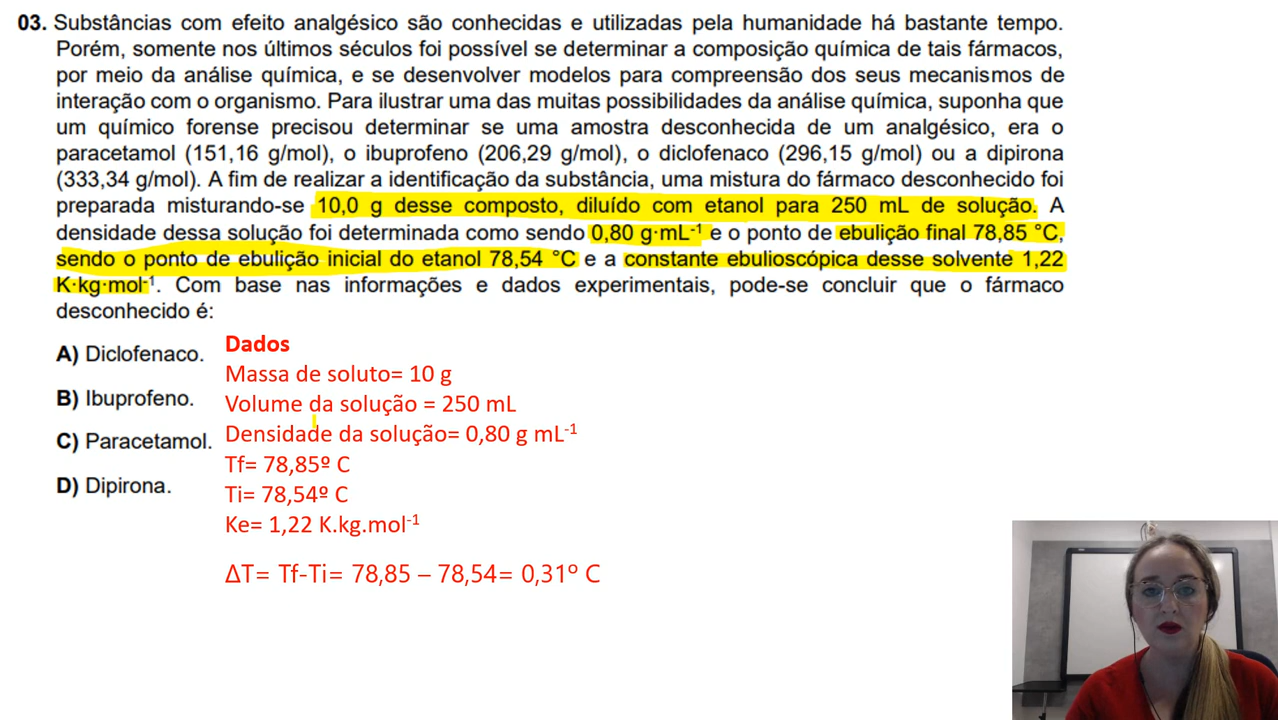 03. Substâncias com efeito analgésico são conhecidas e utilizadas pela humanidade há bastante tempo.
Porém, somente nos últimos séculos foi possível se determinar a composição química de tais fármacos,
por meio da análise química, e se desenvolver modelos para compreensão dos seus mecanismos de
interação com o organismo. Para ilustrar uma das muitas possibilidades da análise química, suponha que
um químico forense precisou determinar se uma amostra desconhecida de um analgésico, era o
paracetamol (151,16 g/mol), o ibuprofeno (206,29 g/mol), o diclofenaco (296,15 g/mol) ou a dipirona
(333,34 g/mol). A fim de realizar a identificação da substância, uma mistura do fármaco desconhecido foi
preparada misturando-se 10,0 g desse composto, diluído com etanol para 250 mL de solução. A
densidade dessa solução foi determinada como sendo 0,80 g·mL⁻¹ e o ponto de ebulição final 78,85 °C,
sendo o ponto de ebulição inicial do etanol 78,54 °C e a constante ebulioscópica desse solvente 1,22
K·kg·mol⁻¹. Com base nas informações e dados experimentais, pode-se concluir que o fármaco
desconhecido é:
A) Diclofenaco.
B) Ibuprofeno.
C) Paracetamol.
D) Dipirona.
Dados
Massa de soluto= 10 g
Volume da solução = 250 mL
Densidade da solução= 0,80 g mL⁻¹
Tf= 78,85º C
Ti= 78,54º C
Ke= 1,22 K.kg.mol⁻¹
ΔT= Tf-Ti= 78,85 – 78,54= 0,31º C